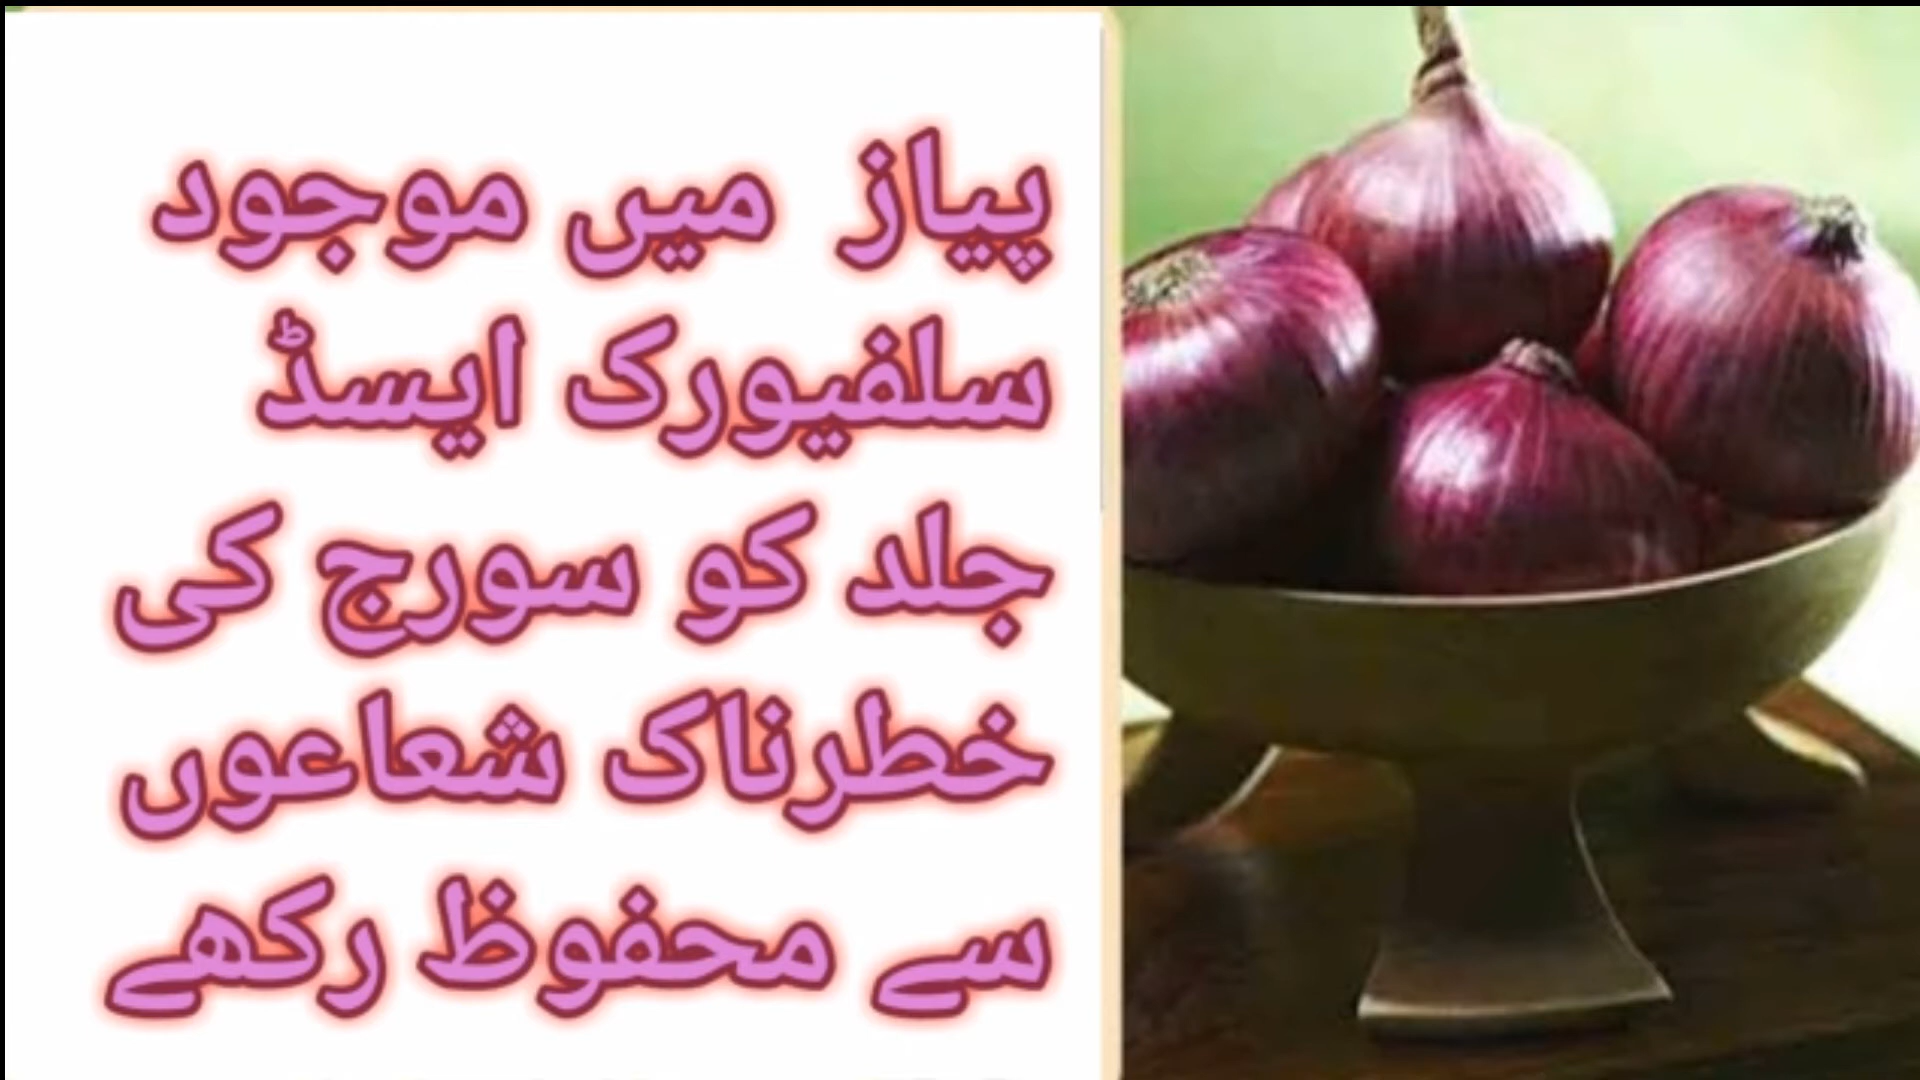 پیاز میں موجود
سلفیورک ایسڈ
جلد کو سورج کی
خطرناک شعاعوں
سے محفوظ رکھے